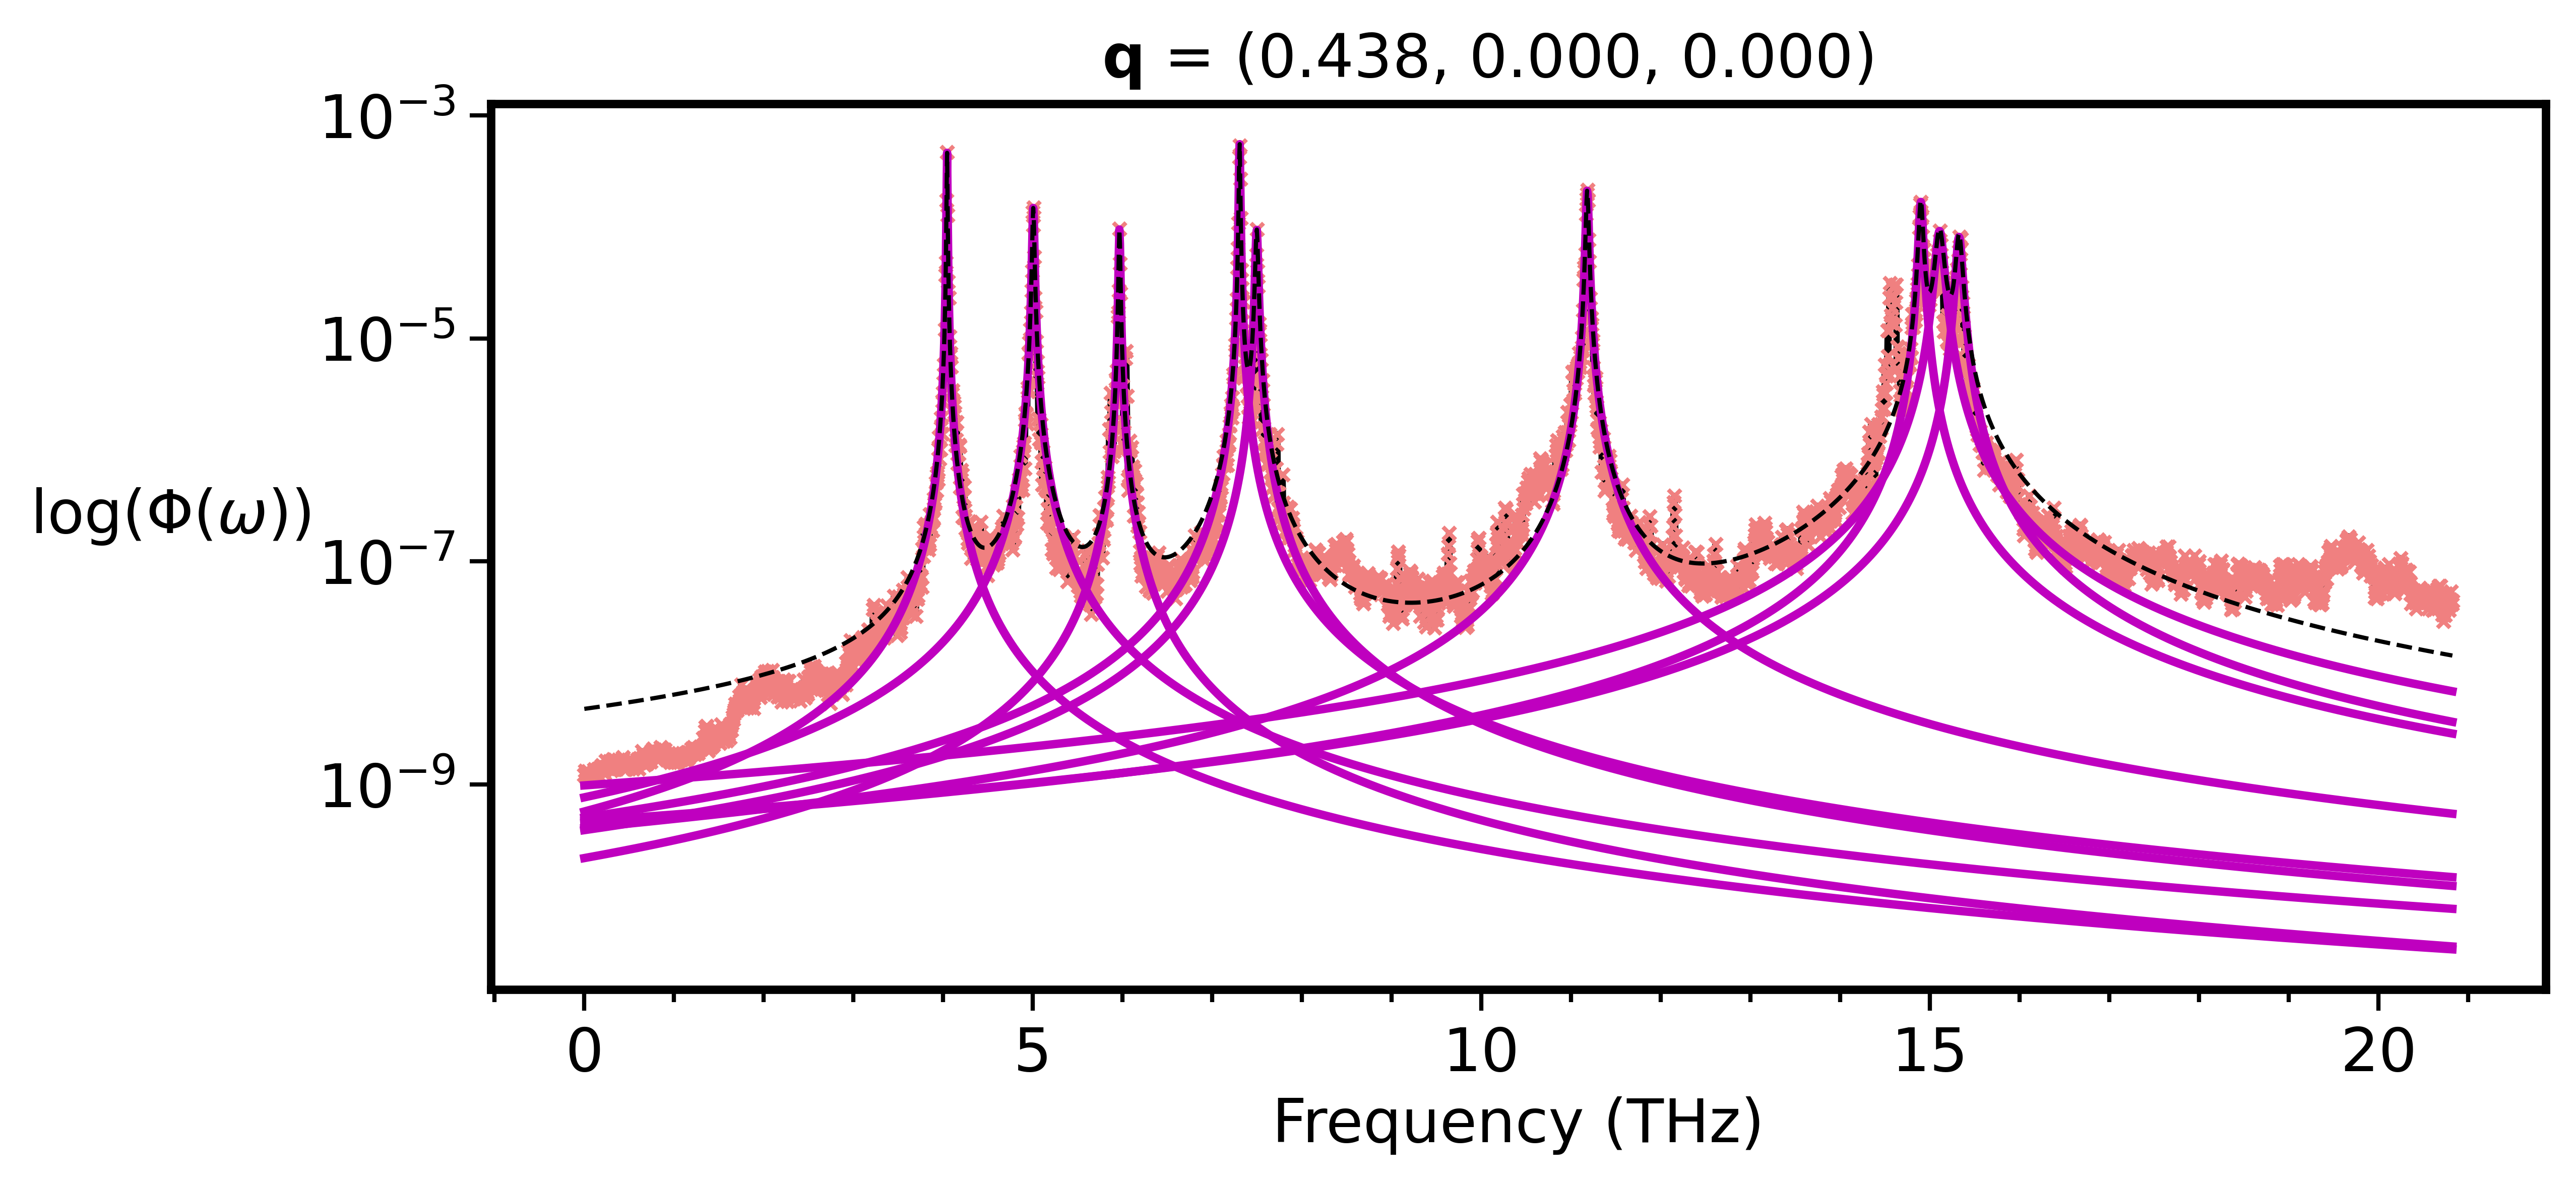 q = (0.438, 0.000, 0.000)
10⁻³
10⁻⁵
log(Φ(ω))
10⁻⁷
10⁻⁹
0 5 10 15 20
Frequency (THz)